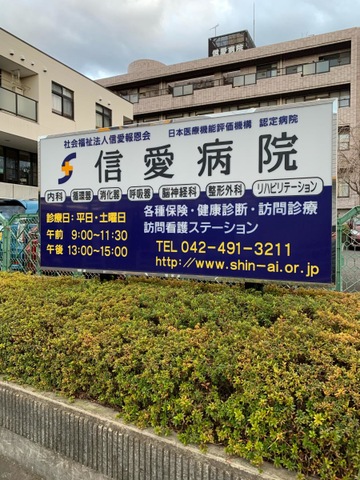 信愛病院
社会福祉法人信愛報恩会
日本医療機能評価機構 認定病院
信愛病院
内科 循環器 消化器 呼吸器 脳神経科 整形外科 リハビリテーション
診療日:平日・土曜日
午前 9:00〜11:30
午後 13:00〜15:00
各種保険・健康診断・訪問診療
訪問看護ステーション
TEL 042-491-3211
http://www.shin-ai.or.jp